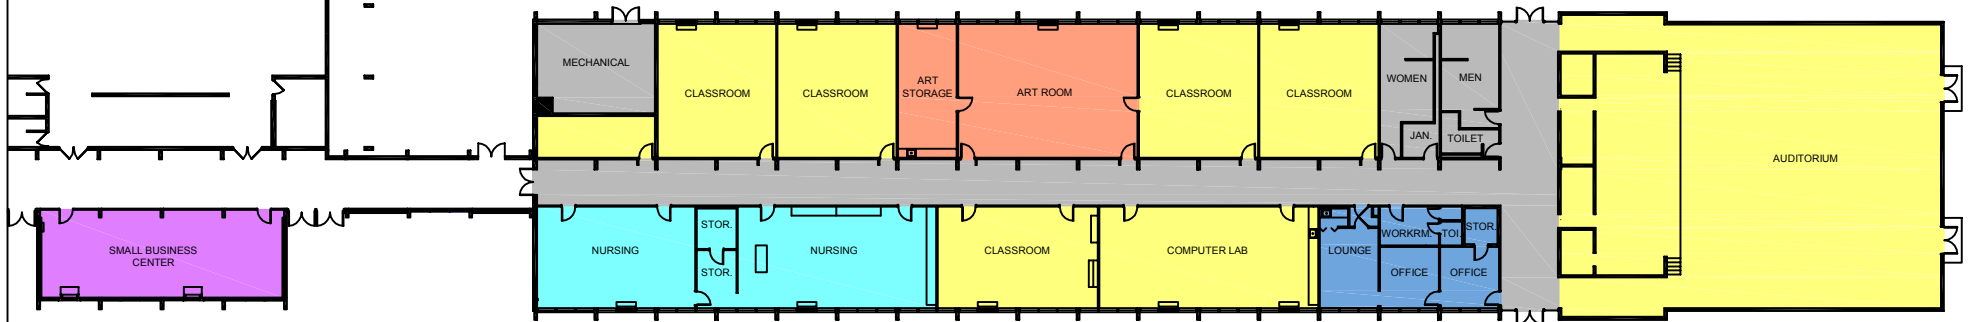 MECHANICAL
CLASSROOM
CLASSROOM
ART
STORAGE
ART ROOM
CLASSROOM
CLASSROOM
WOMEN
MEN
JAN.
TOILET
AUDITORIUM
SMALL BUSINESS
CENTER
NURSING
STOR.
STOR.
NURSING
CLASSROOM
COMPUTER LAB
LOUNGE
WORKRM.
TOI.
STOR.
OFFICE
OFFICE